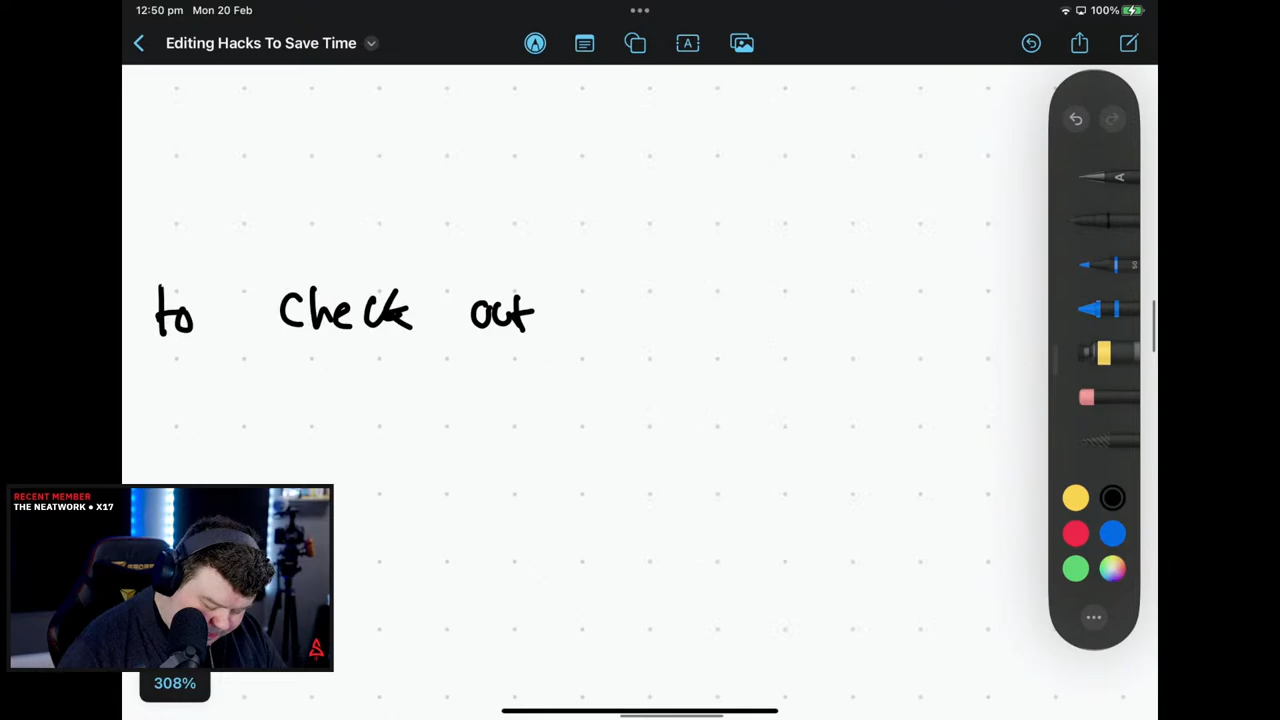 12:50 pm Mon 20 Feb
100%
Editing Hacks To Save Time
A
A
50
to check out
RECENT MEMBER
THE NEATWORK ● X17
308%